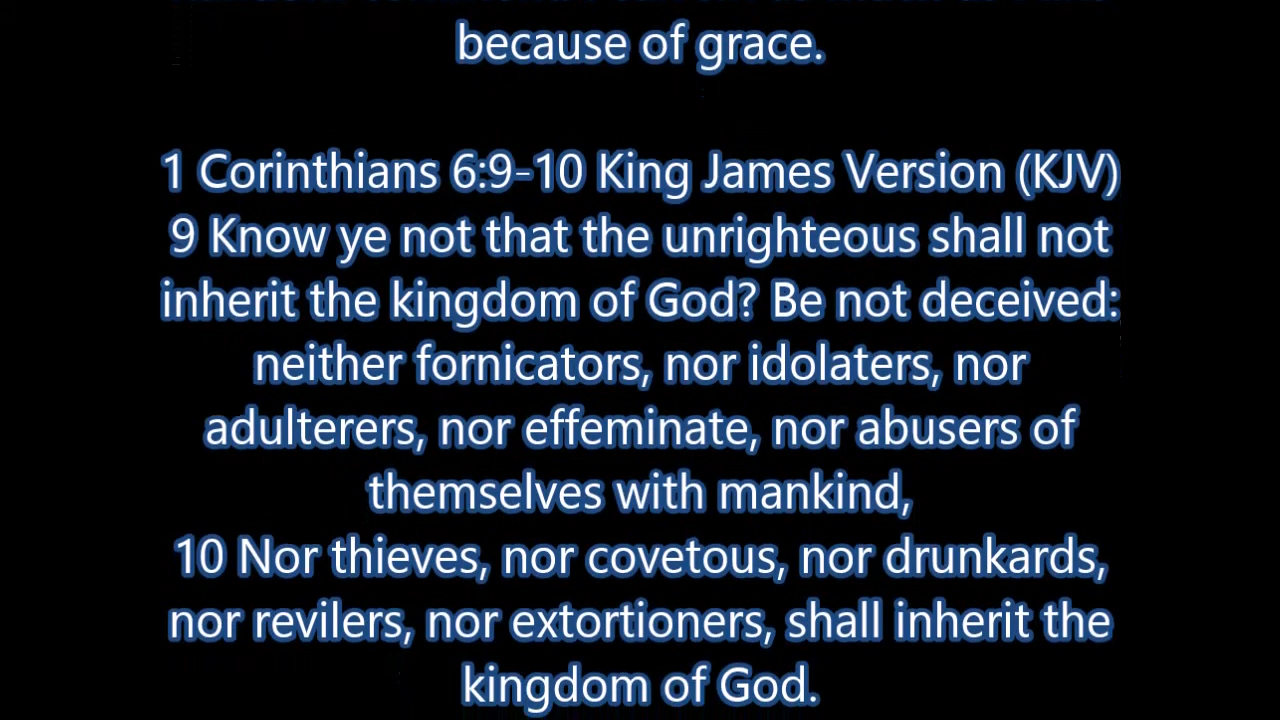 because of grace.
1 Corinthians 6:9-10 King James Version (KJV)
9 Know ye not that the unrighteous shall not
inherit the kingdom of God? Be not deceived:
neither fornicators, nor idolaters, nor
adulterers, nor effeminate, nor abusers of
themselves with mankind,
10 Nor thieves, nor covetous, nor drunkards,
nor revilers, nor extortioners, shall inherit the
kingdom of God.